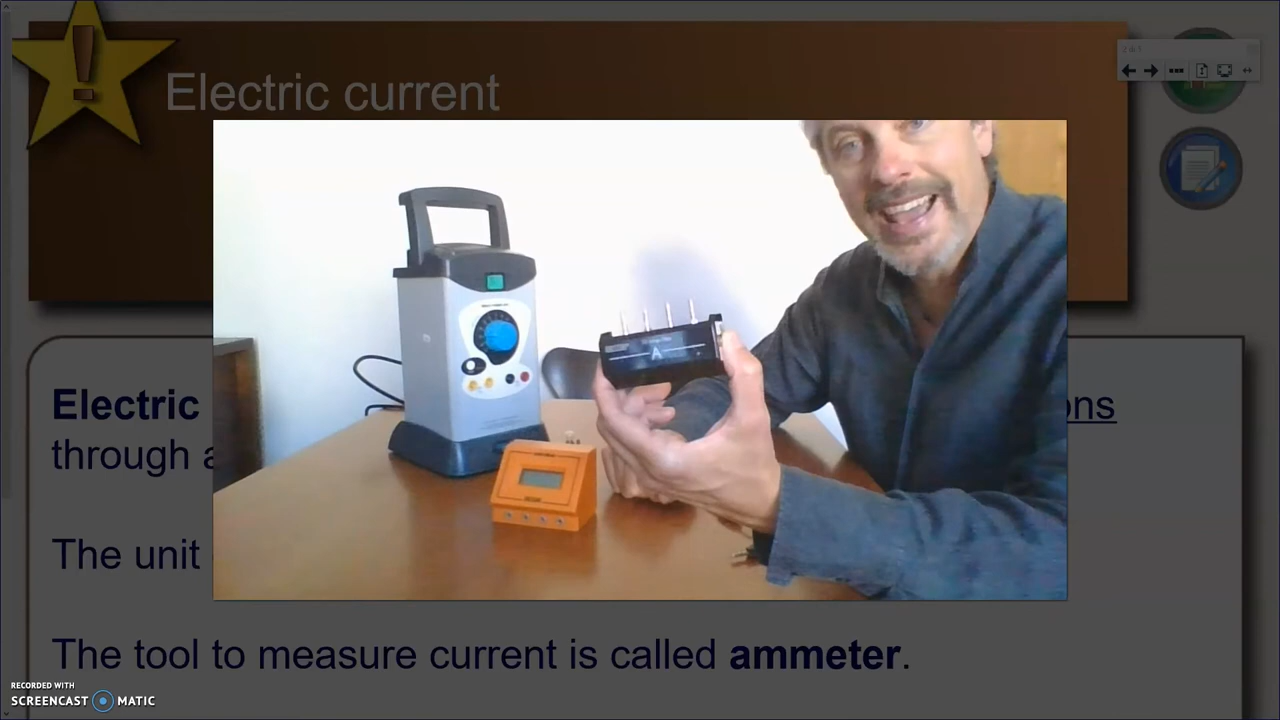 Electric current
Electric
ons
through a
The unit
The tool to measure current is called ammeter.
A
RECORDED WITH
SCREENCAST MATIC